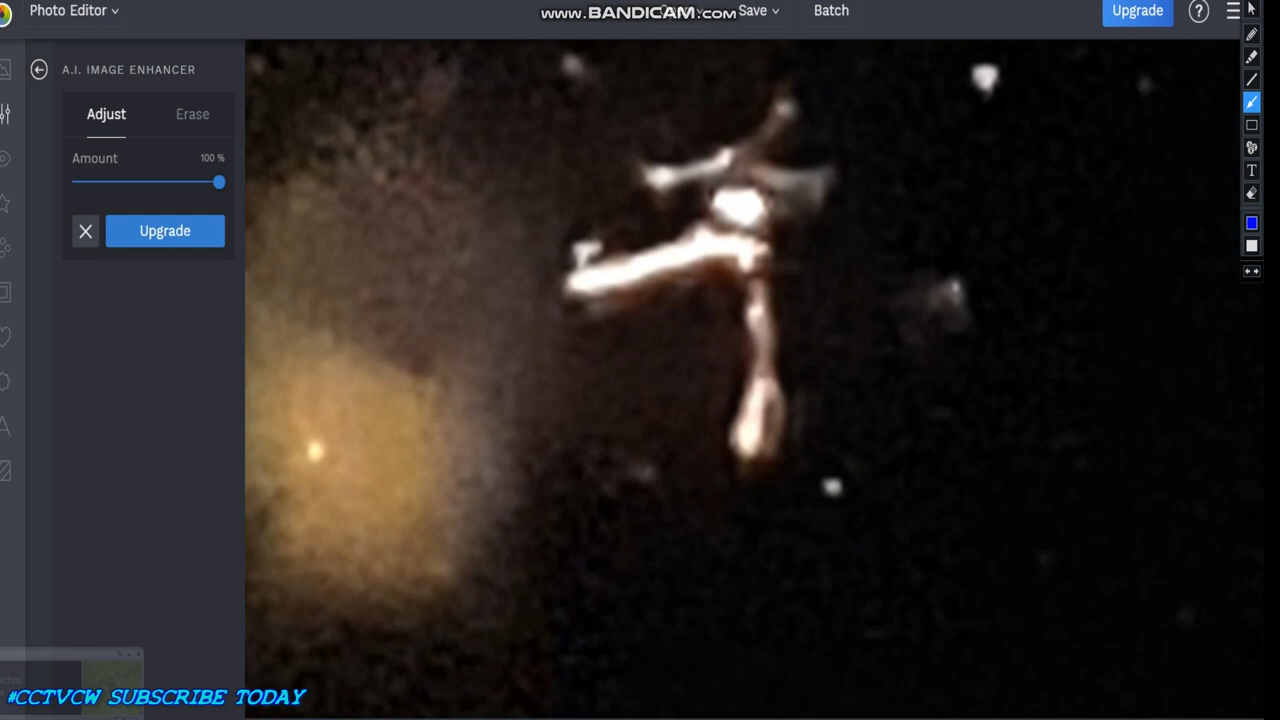 www.BANDICAM.com
Photo Editor
Save
Batch
Upgrade
?
A.I. IMAGE ENHANCER
Adjust
Erase
Amount
100 %
Upgrade
T
#CCTVCW SUBSCRIBE TODAY